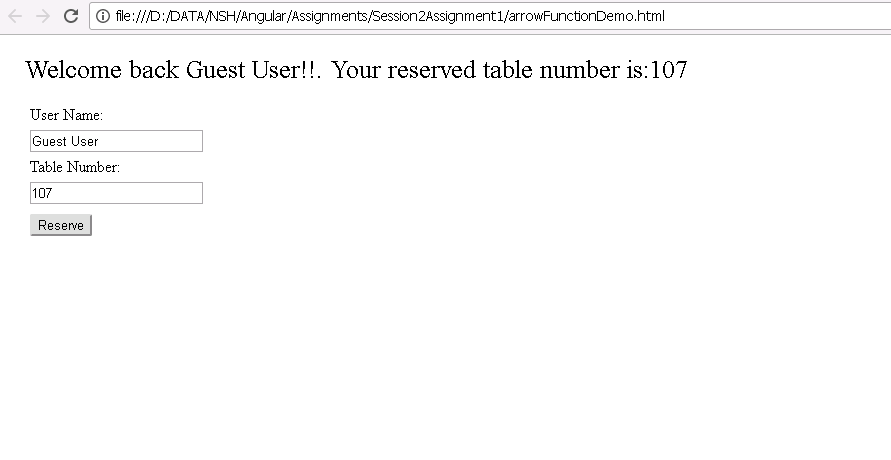 file:///D:/DATA/NSH/Angular/Assignments/Session2Assignment1/arrowFunctionDemo.html
Welcome back Guest User!!. Your reserved table number is:107
User Name:
Guest User
Table Number:
107
Reserve